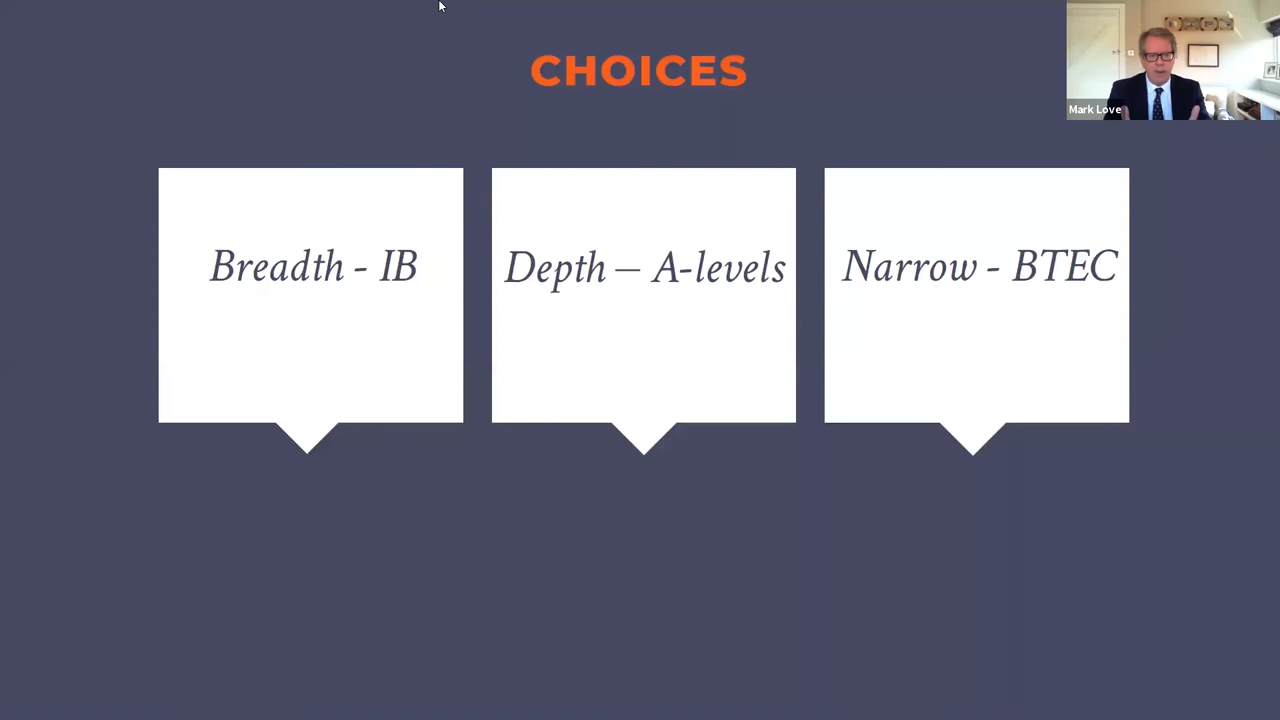 CHOICES
Mark Love
Breadth - IB
Depth – A-levels
Narrow - BTEC